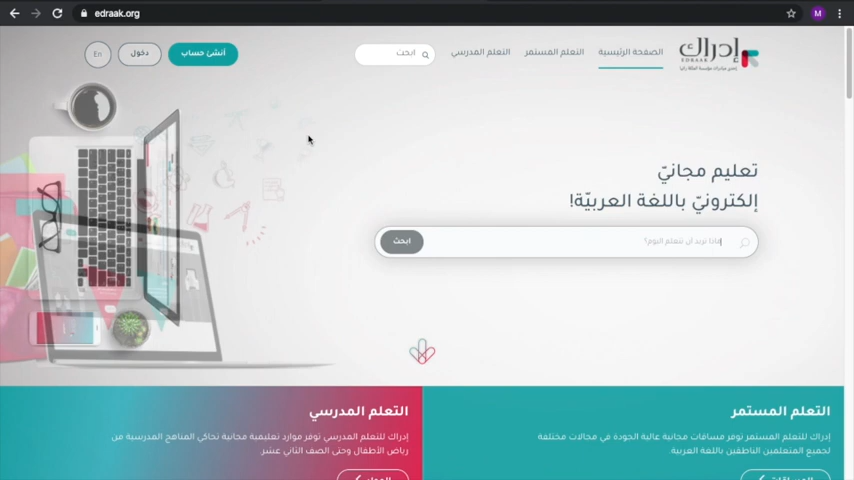 edraak.org
M
إدراك
EDRAAK
الصفحة الرئيسية
التعلم المستمر
التعلم المدرسي
ابحث..
أنشئ حساب
دخول
En
تعليم مجانيّ
إلكترونيّ باللغة العربيّة!
ماذا تريد أن تتعلم اليوم؟
ابحث
التعلم المستمر
إدراك للتعلم المستمر توفر مساقات مجانية عالية الجودة في مجالات مختلفة
لجميع المتعلمين الناطقين باللغة العربية.
التعلم المدرسي
إدراك للتعلم المدرسي توفر موارد تعليمية مجانية تحاكي المناهج المدرسية من
رياض الأطفال وحتى الصف الثاني عشر.